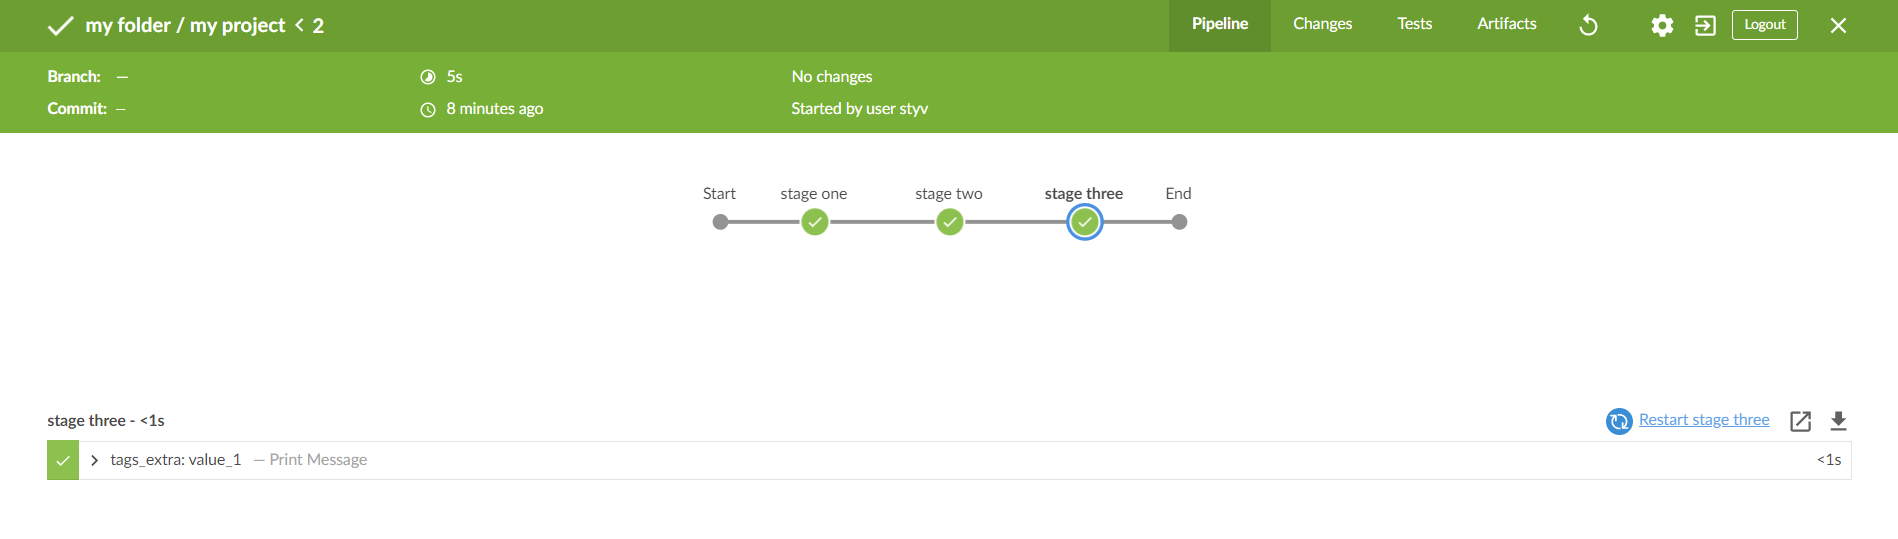 my folder / my project < 2
Pipeline Changes Tests Artifacts Logout
Branch: — 5s No changes
Commit: — 8 minutes ago Started by user styv
Start stage one stage two stage three End
stage three - <1s Restart stage three
tags_extra: value_1 — Print Message <1s